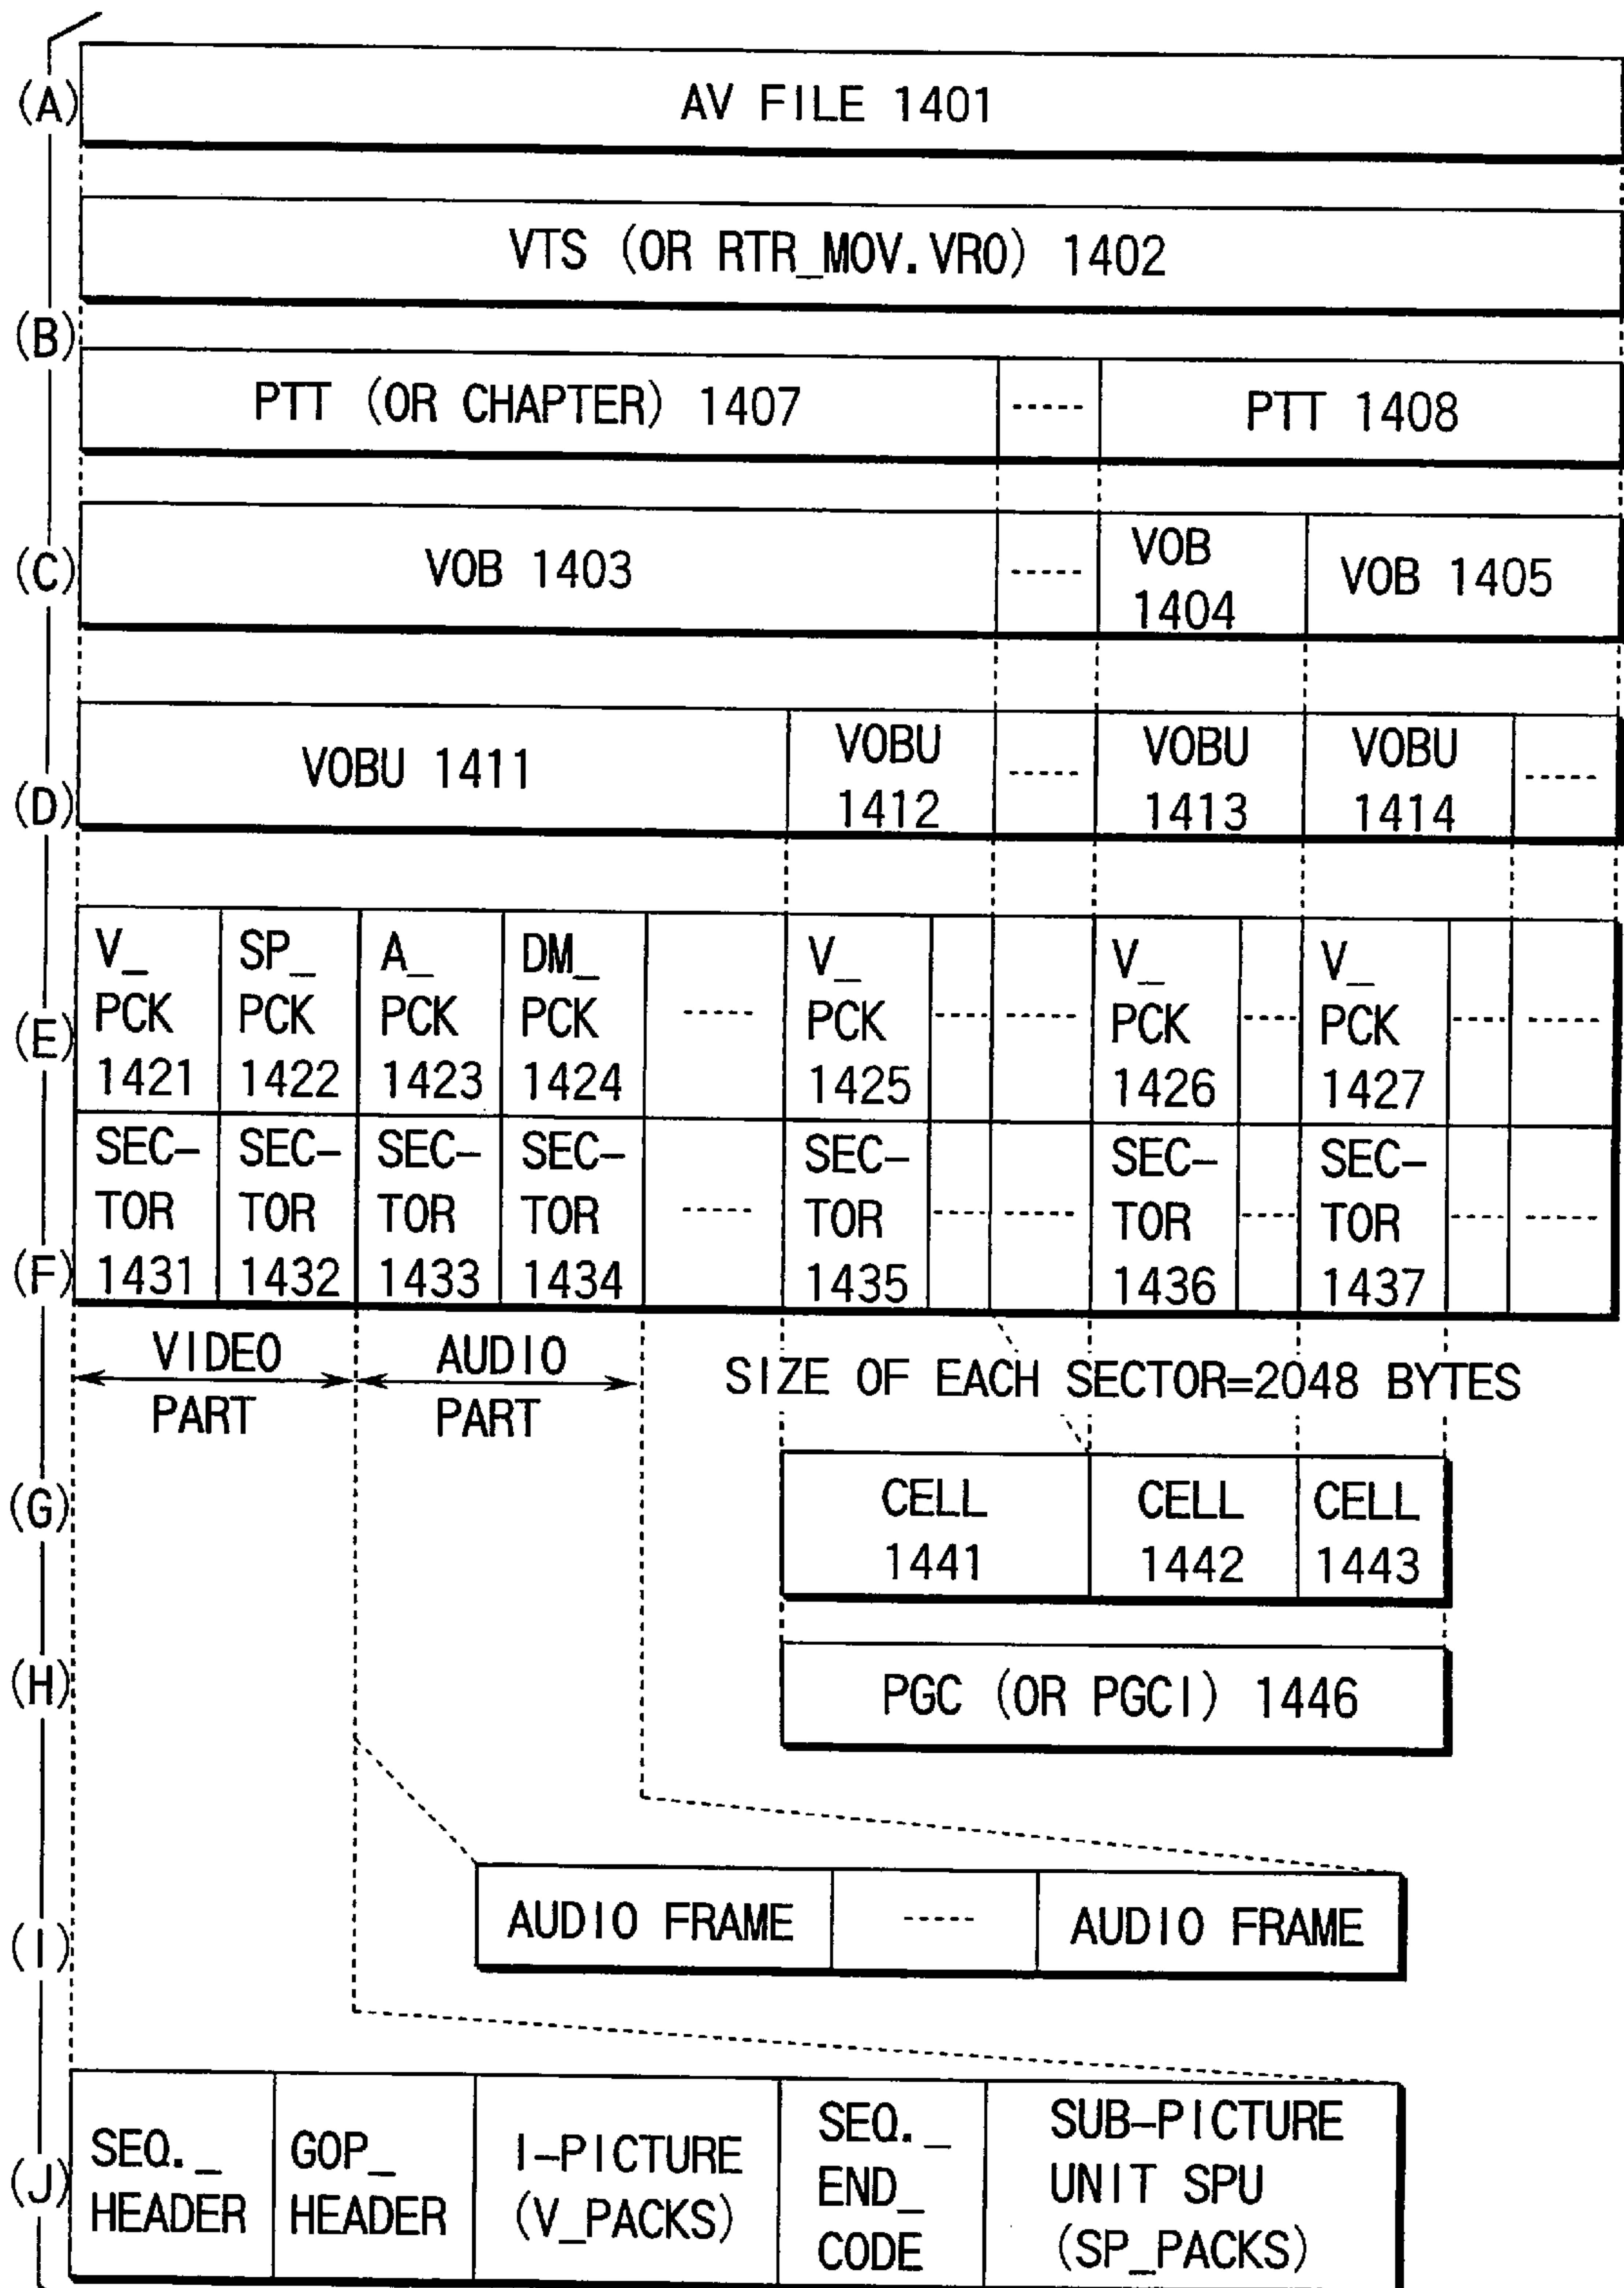 (A)
AV FILE 1401
VTS (OR RTR_MOV.VRO) 1402
(B)
PTT (OR CHAPTER) 1407
-----
PTT 1408
(C)
VOB 1403
-----
VOB
1404
VOB 1405
(D)
VOBU 1411
VOBU
1412
-----
VOBU
1413
VOBU
1414
-----
(E)
V_
PCK
1421
SP_
PCK
1422
A_
PCK
1423
DM_
PCK
1424
-----
V_
PCK
1425
----
-----
V_
PCK
1426
----
V_
PCK
1427
----
-----
(F)
SEC-
TOR
1431
SEC-
TOR
1432
SEC-
TOR
1433
SEC-
TOR
1434
-----
SEC-
TOR
1435
----
-----
SEC-
TOR
1436
----
SEC-
TOR
1437
----
-----
VIDEO
PART
AUDIO
PART
SIZE OF EACH SECTOR=2048 BYTES
(G)
CELL
1441
CELL
1442
CELL
1443
(H)
PGC (OR PGCI) 1446
(I)
AUDIO FRAME
-----
AUDIO FRAME
(J)
SEQ._
HEADER
GOP_
HEADER
I-PICTURE
(V_PACKS)
SEQ._
END_
CODE
SUB-PICTURE
UNIT SPU
(SP_PACKS)